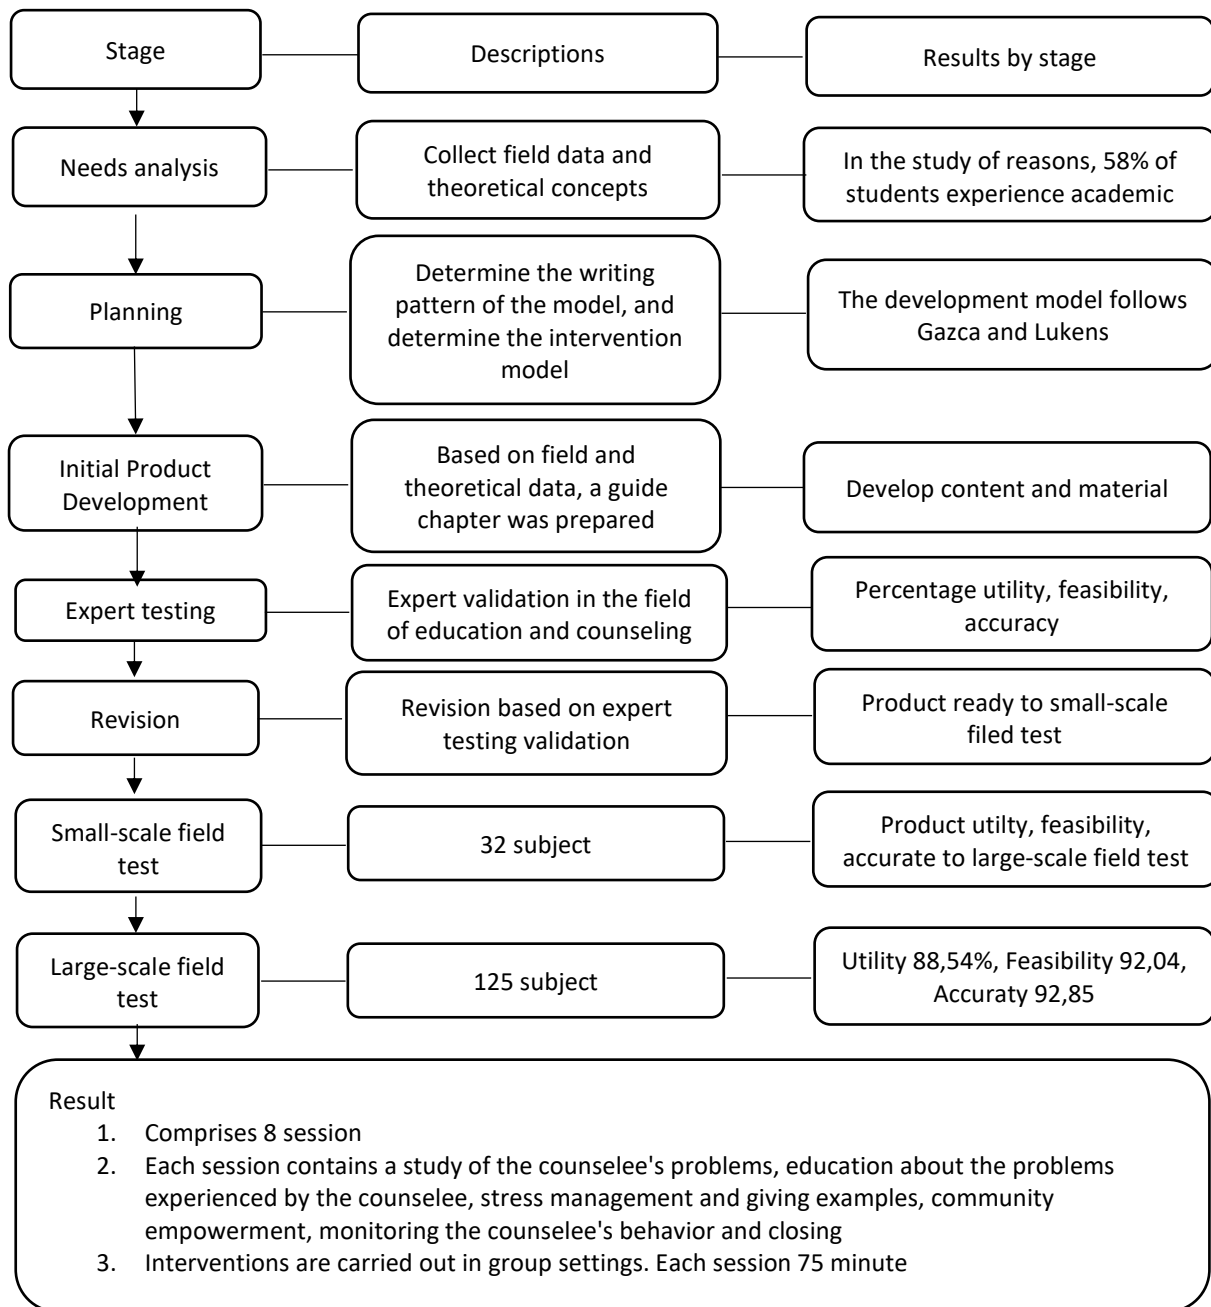 Stage
Descriptions
Results by stage
Needs analysis
Collect field data and
theoretical concepts
In the study of reasons, 58% of
students experience academic
Planning
Determine the writing
pattern of the model, and
determine the intervention
model
The development model follows
Gazca and Lukens
Initial Product
Development
Based on field and
theoretical data, a guide
chapter was prepared
Develop content and material
Expert testing
Expert validation in the field
of education and counseling
Percentage utility, feasibility,
accuracy
Revision
Revision based on expert
testing validation
Product ready to small-scale
filed test
Small-scale field
test
32 subject
Product utilty, feasibility,
accurate to large-scale field test
Large-scale field
test
125 subject
Utility 88,54%, Feasibility 92,04,
Accuraty 92,85
Result
1. Comprises 8 session
2. Each session contains a study of the counselee's problems, education about the problems
experienced by the counselee, stress management and giving examples, community
empowerment, monitoring the counselee's behavior and closing
3. Interventions are carried out in group settings. Each session 75 minute